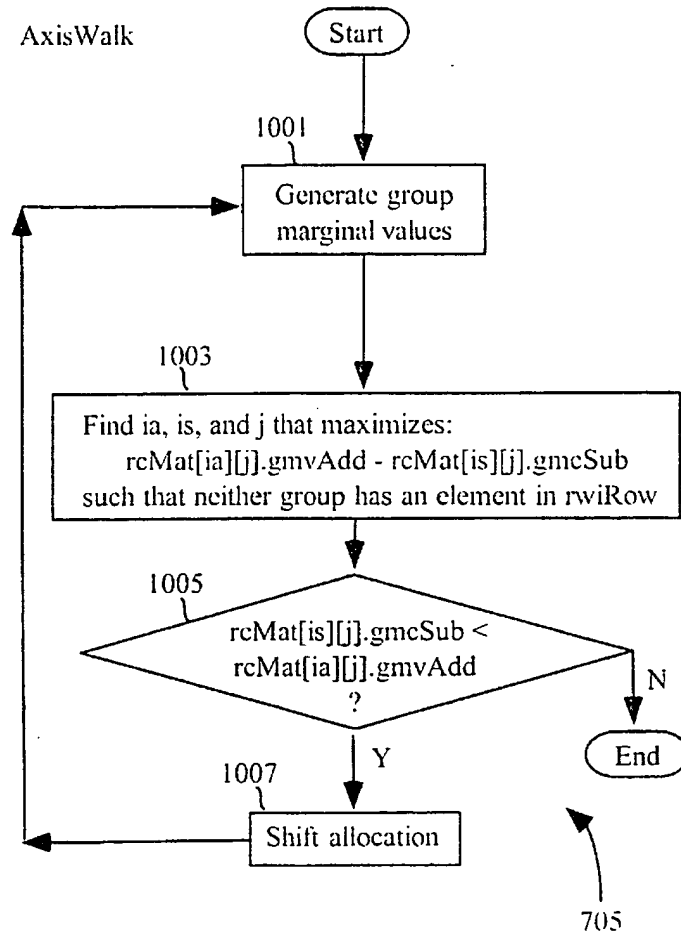 AxisWalk
Start
1001
Generate group
marginal values
1003
Find ia, is, and j that maximizes:
rcMat[ia][j].gmvAdd - rcMat[is][j].gmcSub
such that neither group has an element in rwiRow
1005
rcMat[is][j].gmcSub <
rcMat[ia][j].gmvAdd
?
N
End
Y
1007
Shift allocation
705